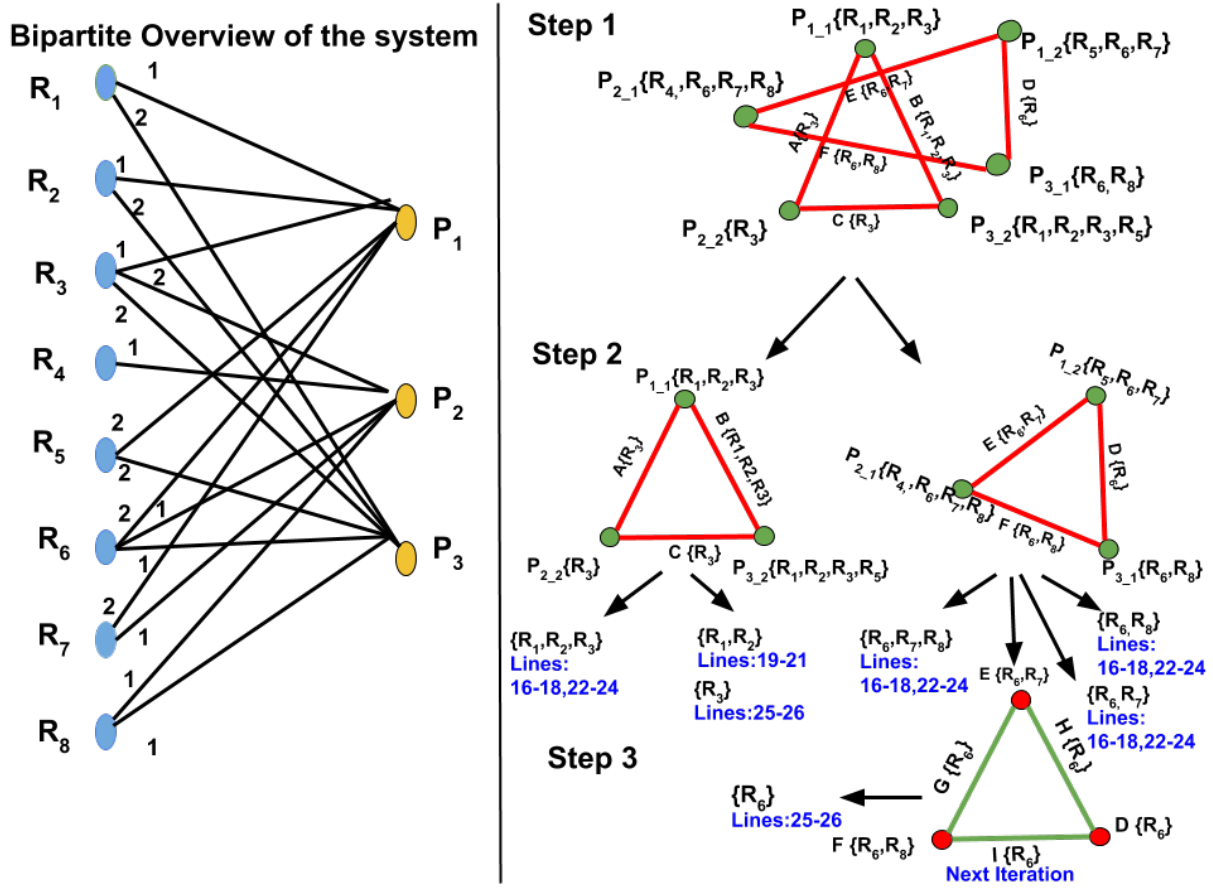 Bipartite Overview of the system
R1
1
2
R2
1
2
R3
1
2
2
R4
1
R5
2
2
R6
2
1
1
R7
2
1
R8
1
1
P1
P2
P3
Step 1
P1_1{R1,R2,R3}
P1_2{R5,R6,R7}
P2_1{R4,,R6,R7,R8}
E {R6,R7}
D {R6}
A{R3}
B {R1,R2,R3}
F {R6,R8}
P3_1{R6,R8}
P2_2{R3}
C {R3}
P3_2{R1,R2,R3,R5}
Step 2
P1_1{R1,R2,R3}
A{R3}
B {R1,R2,R3}
C {R3}
P2_2{R3}
P3_2{R1,R2,R3,R5}
P1_2{R5,R6,R7}
E {R6,R7}
D {R6}
P2_1{R4,,R6,R7,R8}
F {R6,R8}
P3_1{R6,R8}
{R1,R2,R3}
Lines:
16-18,22-24
{R1,R2}
Lines:19-21
{R3}
Lines:25-26
{R6,R7,R8}
Lines:
16-18,22-24
{R6,R8}
Lines:
16-18,22-24
{R6,R7}
Lines:
16-18,22-24
Step 3
E {R6,R7}
G {R6}
H {R6}
{R6}
Lines:25-26
F {R6,R8}
D {R6}
I {R6}
Next Iteration